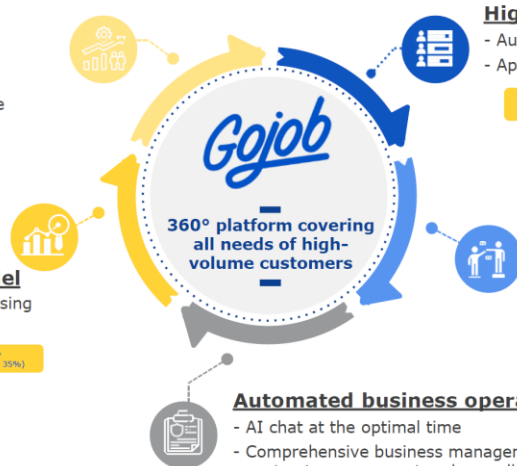 Hig
- Au
- Ap
e
Gojob
360° platform covering
all needs of high-
volume customers
el
sing
35%)
Automated business opera
- AI chat at the optimal time
- Comprehensive business manager